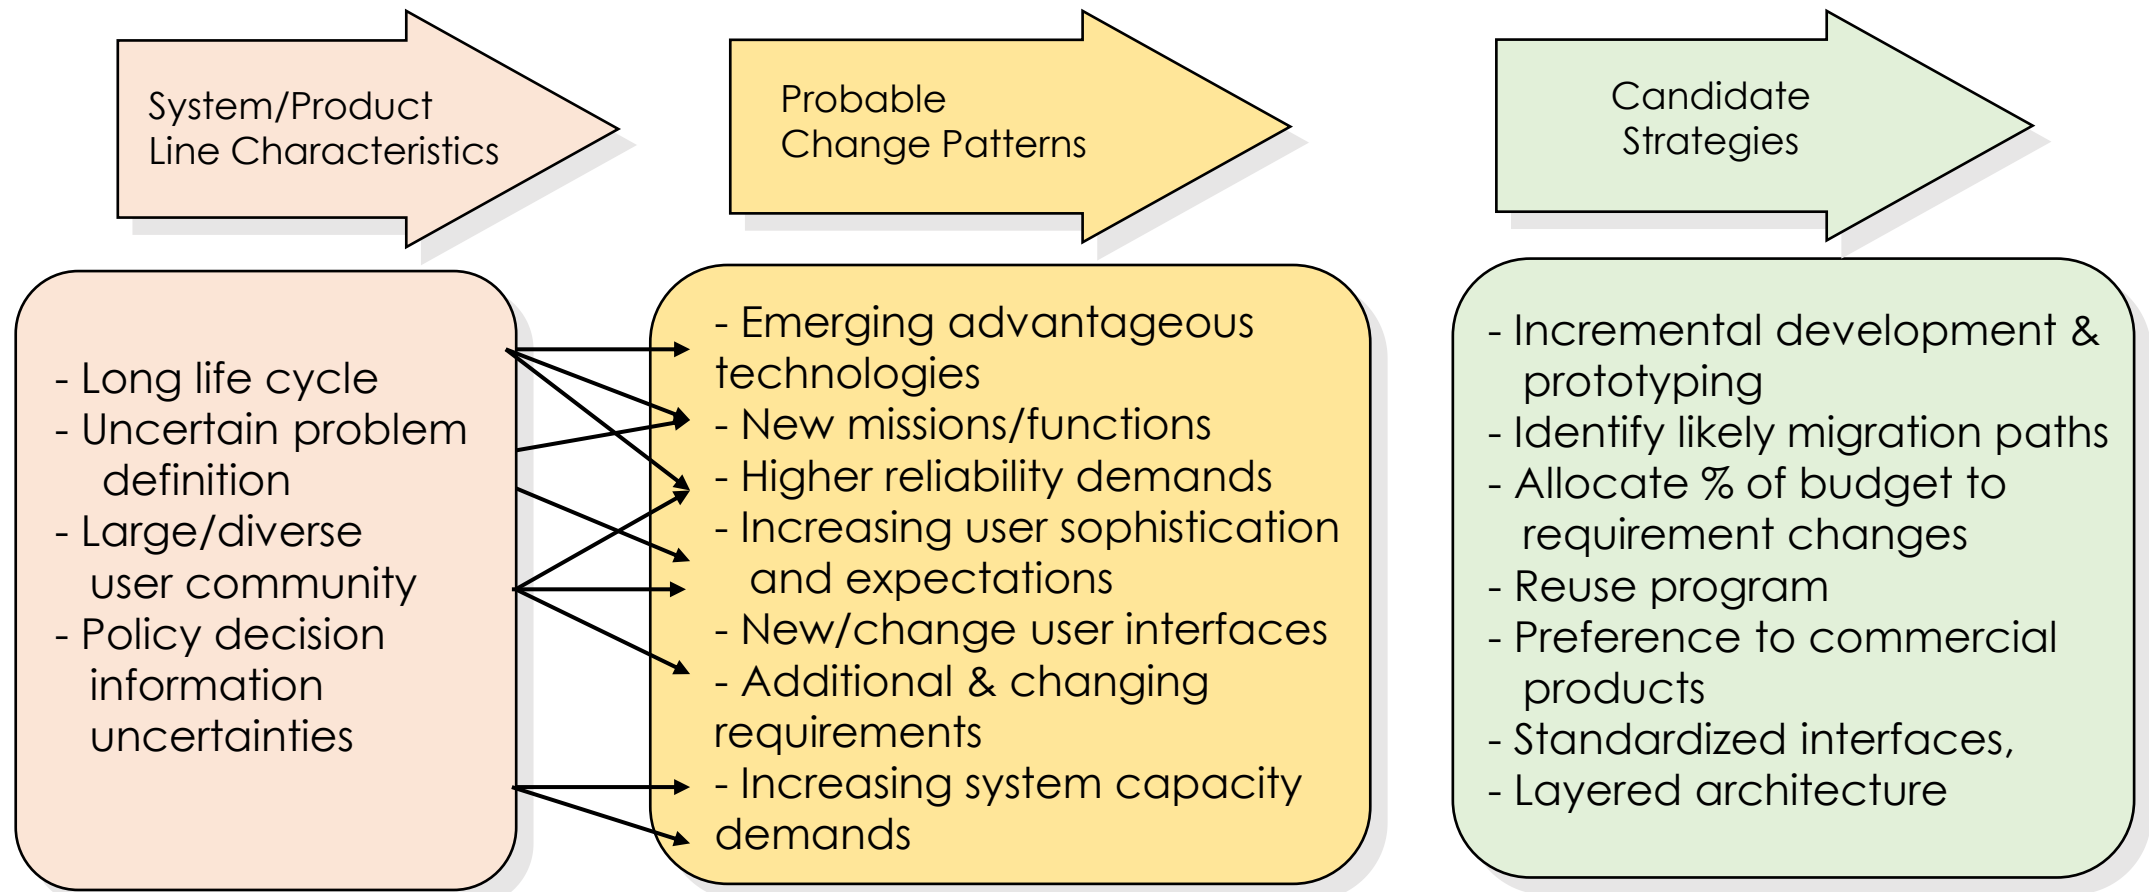 System/Product
Line Characteristics
Probable
Change Patterns
Candidate
Strategies
- Long life cycle
- Uncertain problem
definition
- Large/diverse
user community
- Policy decision
information
uncertainties
- Emerging advantageous
technologies
- New missions/functions
- Higher reliability demands
- Increasing user sophistication
and expectations
- New/change user interfaces
- Additional & changing
requirements
- Increasing system capacity
demands
- Incremental development &
prototyping
- Identify likely migration paths
- Allocate % of budget to
requirement changes
- Reuse program
- Preference to commercial
products
- Standardized interfaces,
- Layered architecture